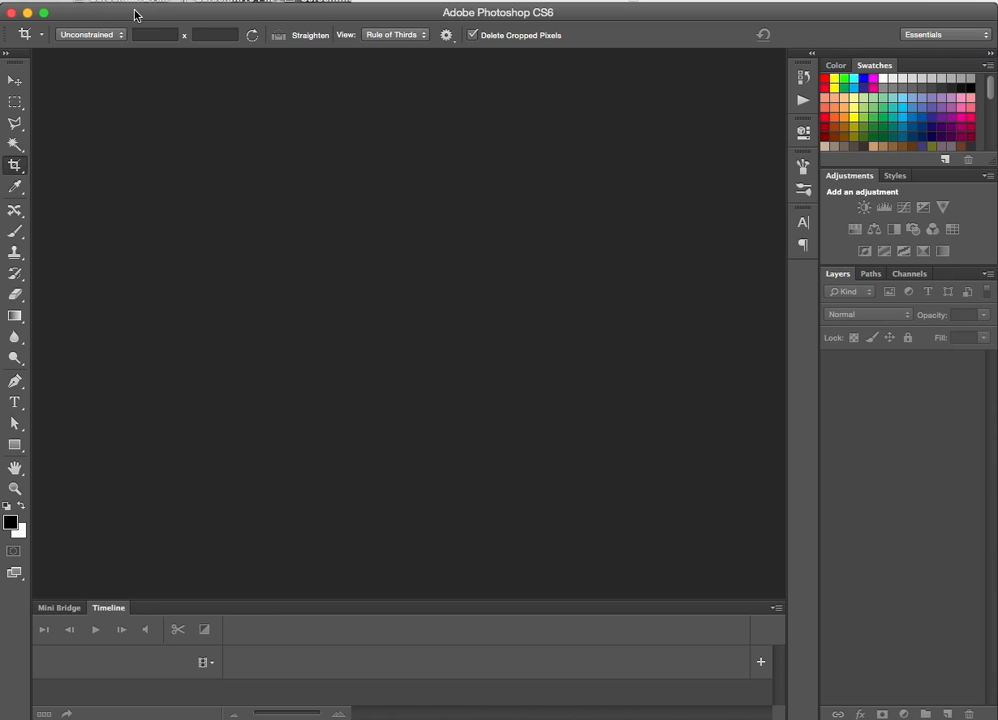 Adobe Photoshop CS6
Unconstrained x Straighten View: Rule of Thirds Delete Cropped Pixels Essentials
Color Swatches
Adjustments Styles
Add an adjustment
Layers Paths Channels
Kind
Normal Opacity:
Lock: Fill:
Mini Bridge Timeline